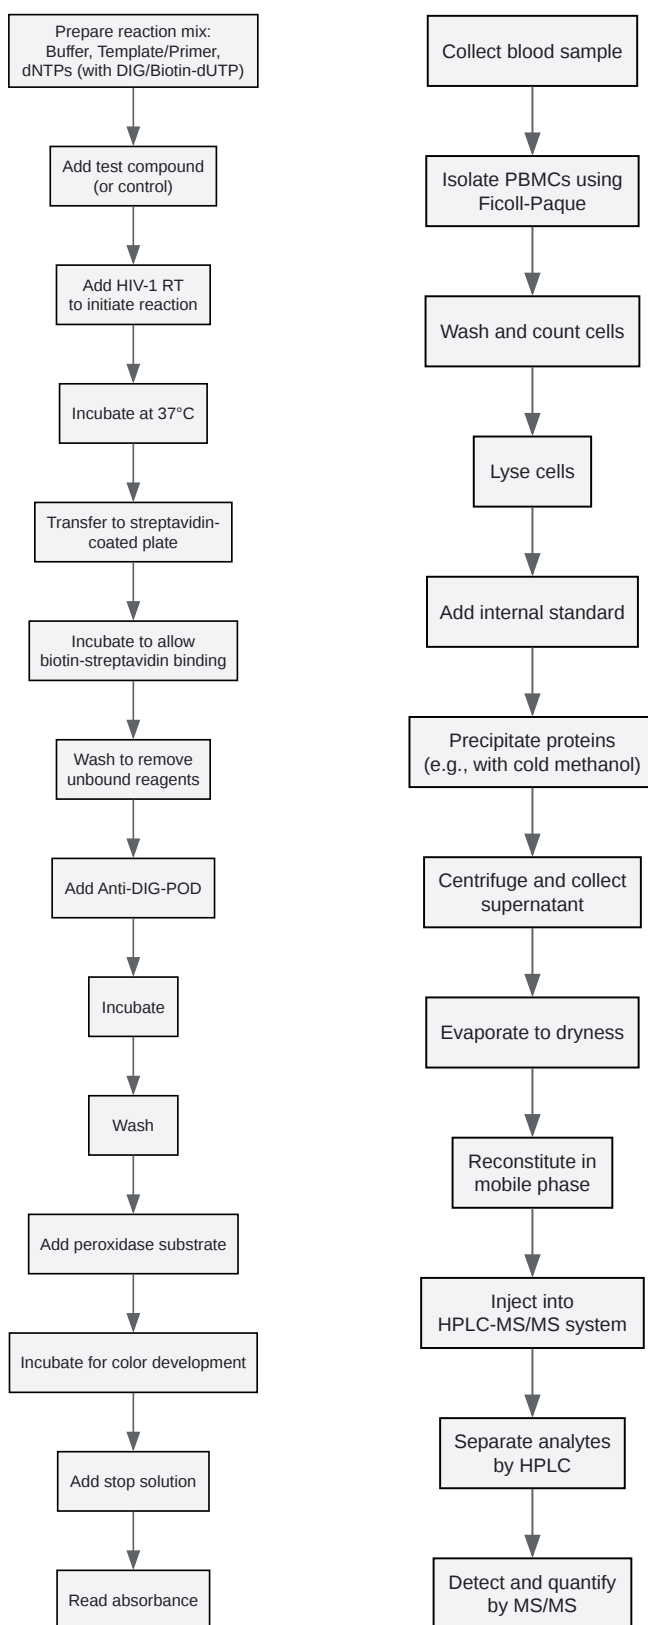 Prepare reaction mix:
Buffer, Template/Primer,
dNTPs (with DIG/Biotin-dUTP)
Add test compound
(or control)
Add HIV-1 RT
to initiate reaction
Incubate at 37°C
Transfer to streptavidin-
coated plate
Incubate to allow
biotin-streptavidin binding
Wash to remove
unbound reagents
Add Anti-DIG-POD
Incubate
Wash
Add peroxidase substrate
Incubate for color development
Add stop solution
Read absorbance
Collect blood sample
Isolate PBMCs using
Ficoll-Paque
Wash and count cells
Lyse cells
Add internal standard
Precipitate proteins
(e.g., with cold methanol)
Centrifuge and collect
supernatant
Evaporate to dryness
Reconstitute in
mobile phase
Inject into
HPLC-MS/MS system
Separate analytes
by HPLC
Detect and quantify
by MS/MS